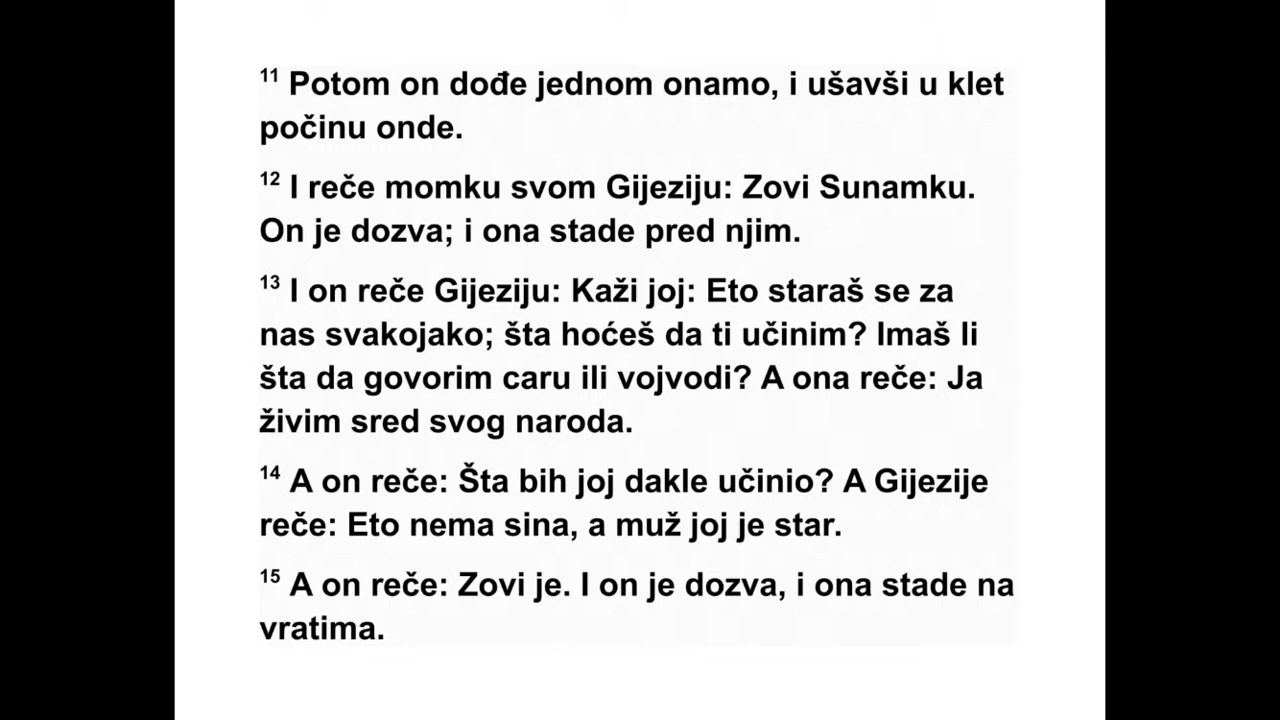 11 Potom on dođe jednom onamo, i ušavši u klet
počinu onde.
12 I reče momku svom Gijeziju: Zovi Sunamku.
On je dozva; i ona stade pred njim.
13 I on reče Gijeziju: Kaži joj: Eto staraš se za
nas svakojako; šta hoćeš da ti učinim? Imaš li
šta da govorim caru ili vojvodi? A ona reče: Ja
živim sred svog naroda.
14 A on reče: Šta bih joj dakle učinio? A Gijezije
reče: Eto nema sina, a muž joj je star.
15 A on reče: Zovi je. I on je dozva, i ona stade na
vratima.